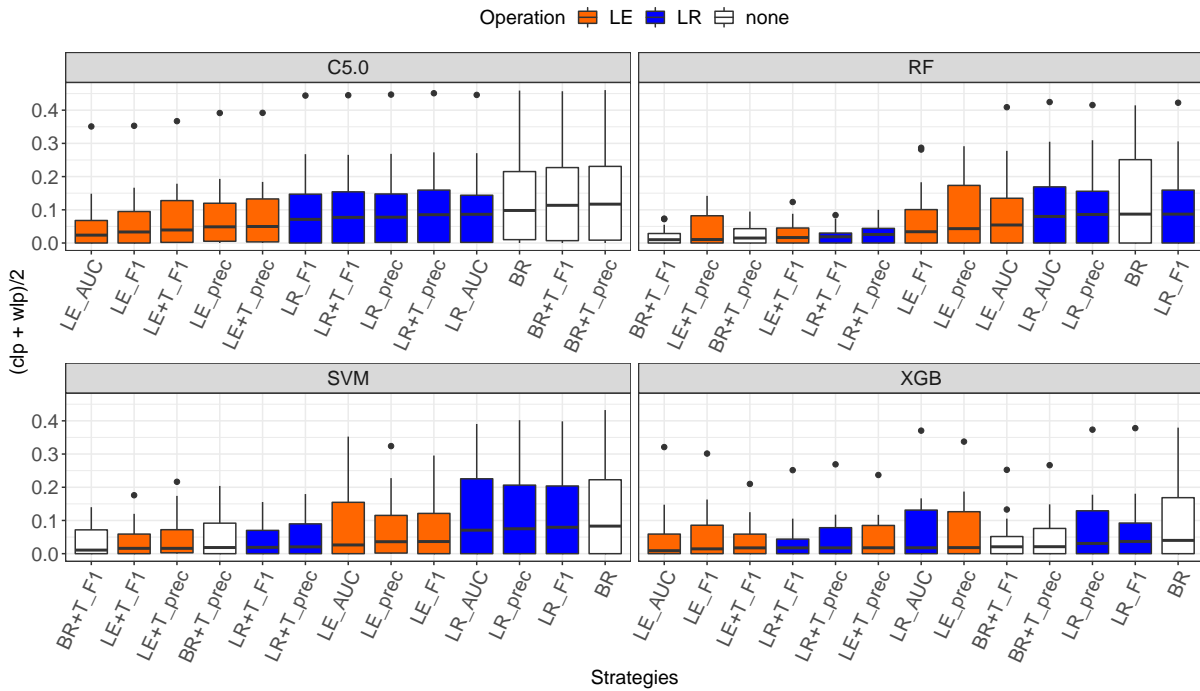 Operation LE LR none
C5.0
RF
0.4
0.3
0.2
0.1
0.0
LE_AUC
LE_F1
LE+T_F1
LE_prec
LE+T_prec
LR_F1
LR+T_F1
LR_prec
LR+T_prec
LR_AUC
BR
BR+T_F1
BR+T_prec
BR+T_F1
LE+T_prec
BR+T_prec
LE+T_F1
LR+T_F1
LR+T_prec
LE_F1
LE_prec
LE_AUC
LR_AUC
LR_prec
BR
LR_F1
(clp + wlp)/2
SVM
XGB
0.4
0.3
0.2
0.1
0.0
BR+T_F1
LE+T_F1
LE+T_prec
BR+T_prec
LR+T_F1
LR+T_prec
LE_AUC
LE_prec
LE_F1
LR_AUC
LR_prec
LR_F1
BR
LE_AUC
LE_F1
LE+T_F1
LR+T_F1
LR+T_prec
LE+T_prec
LR_AUC
LE_prec
BR+T_F1
BR+T_prec
LR_prec
LR_F1
BR
Strategies